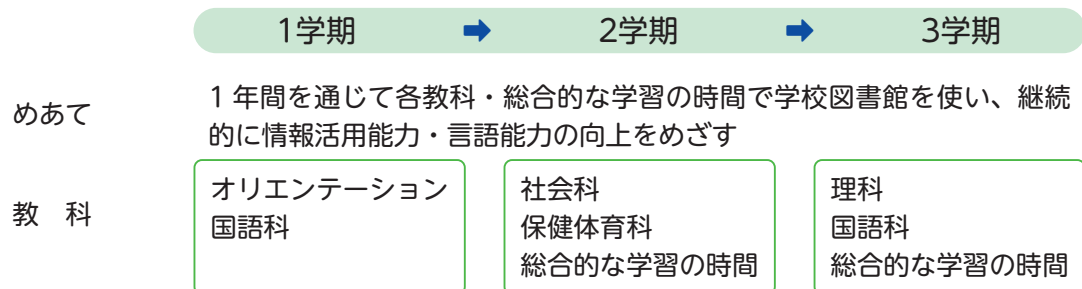 1学期 ➡ 2学期 ➡ 3学期
めあて
1年間を通じて各教科・総合的な学習の時間で学校図書館を使い、継続
的に情報活用能力・言語能力の向上をめざす
教 科
オリエンテーション
国語科
社会科
保健体育科
総合的な学習の時間
理科
国語科
総合的な学習の時間